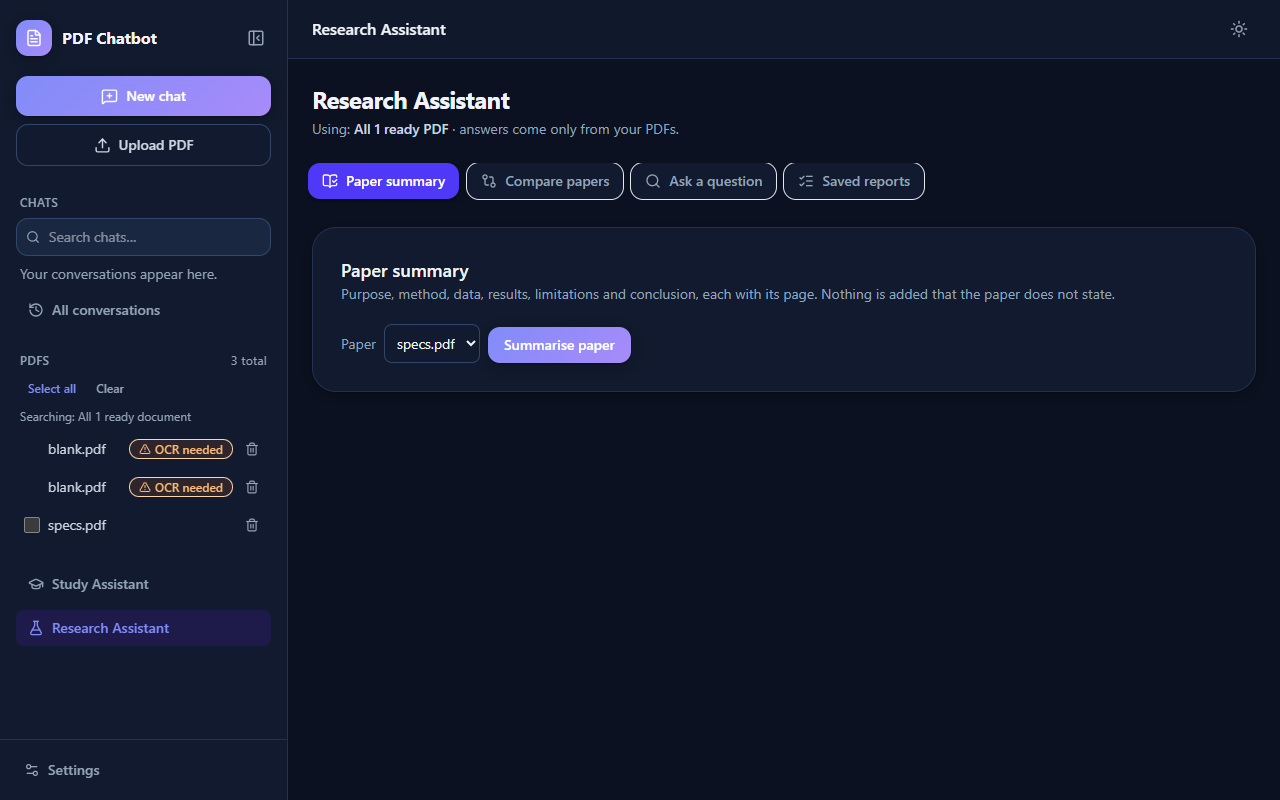 PDF Chatbot
New chat
Upload PDF
CHATS
Search chats...
Your conversations appear here.
All conversations
PDFS 3 total
Select all Clear
Searching: All 1 ready document
blank.pdf OCR needed
blank.pdf OCR needed
specs.pdf
Study Assistant
Research Assistant
Settings
Research Assistant
Research Assistant
Using: All 1 ready PDF · answers come only from your PDFs.
Paper summary Compare papers Ask a question Saved reports
Paper summary
Purpose, method, data, results, limitations and conclusion, each with its page. Nothing is added that the paper does not state.
Paper specs.pdf Summarise paper